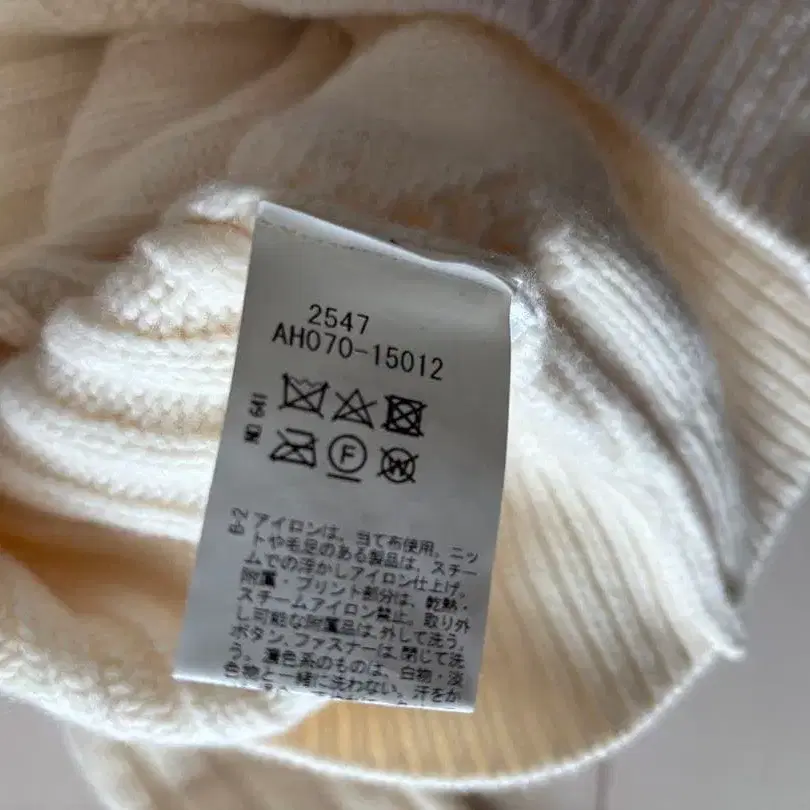 2547
AH070-15012
NO.641
F
W
B-2 アイロンは、当て布使用。ニッ
トや毛足のある製品は、スチー
ムでの浮かしアイロン仕上げ。
附属・プリント部分は、乾熱・
スチームアイロン禁止。取り外
し可能な附属品は、外して洗う。
ボタン、ファスナーは、閉じて洗
う。濃色系のものは、白物・淡
色物と一緒に洗わない。汗をか